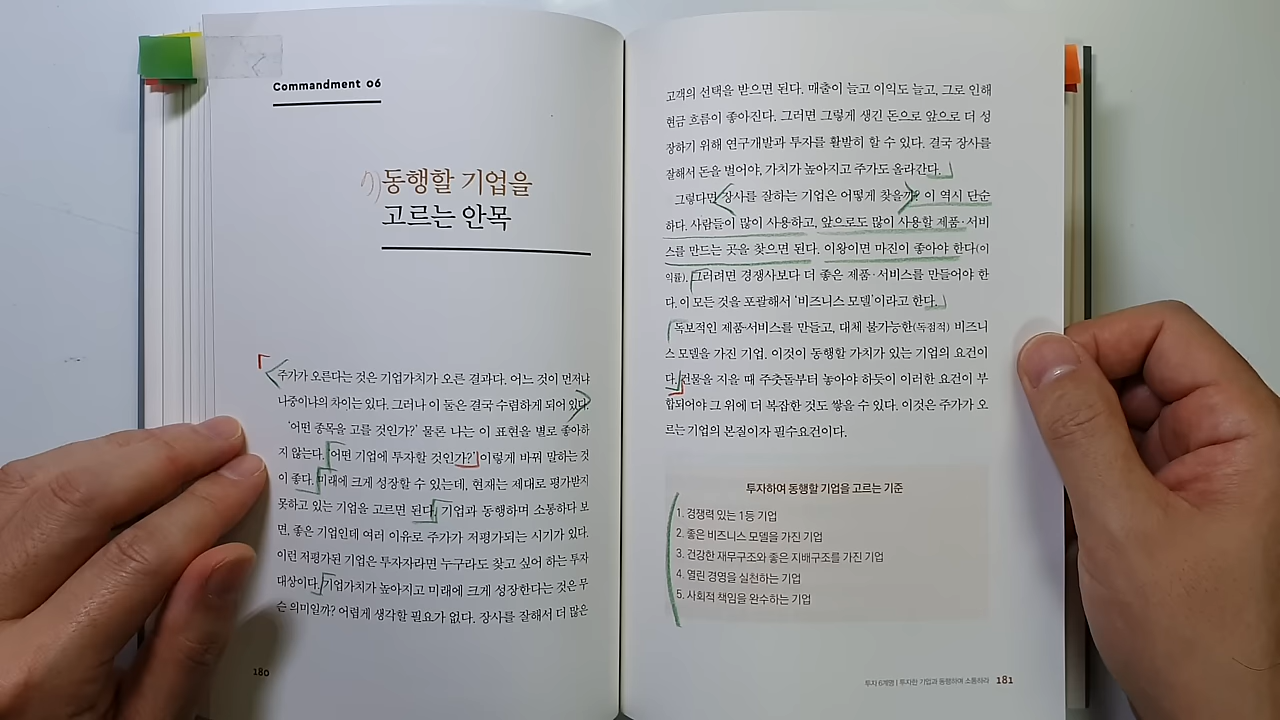 Commandment 06
동행할 기업을
고르는 안목
주가가 오른다는 것은 기업가치가 오른 결과다. 어느 것이 먼저냐
나중이냐의 차이는 있다. 그러나 이 둘은 결국 수렴하게 되어 있다.
'어떤 종목을 고를 것인가?' 물론 나는 이 표현을 별로 좋아하
지 않는다. '어떤 기업에 투자할 것인가?' 이렇게 바꿔 말하는 것
이 좋다. 미래에 크게 성장할 수 있는데, 현재는 제대로 평가받지
못하고 있는 기업을 고르면 된다. 기업과 동행하며 소통하다 보
면, 좋은 기업인데 여러 이유로 주가가 저평가되는 시기가 있다.
이런 저평가된 기업은 투자자라면 누구라도 찾고 싶어 하는 투자
대상이다. 기업가치가 높아지고 미래에 크게 성장한다는 것은 무
슨 의미일까? 어렵게 생각할 필요가 없다. 장사를 잘해서 더 많은
180
고객의 선택을 받으면 된다. 매출이 늘고 이익도 늘고, 그로 인해
현금 흐름이 좋아진다. 그러면 그렇게 생긴 돈으로 앞으로 더 성
장하기 위해 연구개발과 투자를 활발히 할 수 있다. 결국 장사를
잘해서 돈을 벌어야, 가치가 높아지고 주가도 올라간다.
그렇다면 장사를 잘하는 기업은 어떻게 찾을까? 이 역시 단순
하다. 사람들이 많이 사용하고, 앞으로도 많이 사용할 제품·서비
스를 만드는 곳을 찾으면 된다. 이왕이면 마진이 좋아야 한다(이
익률). 그러려면 경쟁사보다 더 좋은 제품·서비스를 만들어야 한
다. 이 모든 것을 포괄해서 '비즈니스 모델'이라고 한다.
독보적인 제품·서비스를 만들고, 대체 불가능한(독점적) 비즈니
스 모델을 가진 기업. 이것이 동행할 가치가 있는 기업의 요건이
다. 건물을 지을 때 주춧돌부터 놓아야 하듯이 이러한 요건이 부
합되어야 그 위에 더 복잡한 것도 쌓을 수 있다. 이것은 주가가 오
르는 기업의 본질이자 필수요건이다.
투자하여 동행할 기업을 고르는 기준
1. 경쟁력 있는 1등 기업
2. 좋은 비즈니스 모델을 가진 기업
3. 건강한 재무구조와 좋은 지배구조를 가진 기업
4. 열린 경영을 실천하는 기업
5. 사회적 책임을 완수하는 기업
투자 6계명 | 투자한 기업과 동행하며 소통하라 181